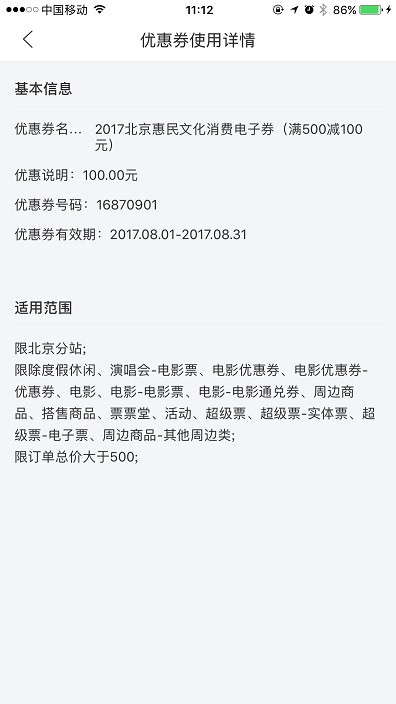 中国移动 11:12 86%
优惠券使用详情
基本信息
优惠券名... 2017北京惠民文化消费电子券（满500减100
元）
优惠说明：100.00元
优惠券号码：16870901
优惠券有效期：2017.08.01-2017.08.31
适用范围
限北京分站;
限除度假休闲、演唱会-电影票、电影优惠券、电影优惠券-
优惠券、电影、电影-电影票、电影-电影通兑券、周边商
品、搭售商品、票票堂、活动、超级票、超级票-实体票、超
级票-电子票、周边商品-其他周边类;
限订单总价大于500;